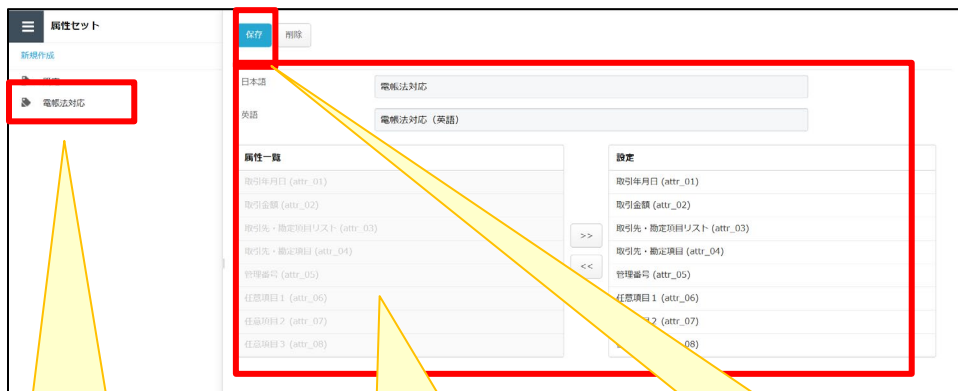 属性セット
保存 削除
新規作成
電帳法対応
日本語 電帳法対応
英語 電帳法対応（英語）
属性一覧
取引年月日 (attr_01)
取引金額 (attr_02)
取引先・勘定項目リスト (attr_03)
取引先・勘定項目 (attr_04)
管理番号 (attr_05)
任意項目1 (attr_06)
任意項目2 (attr_07)
任意項目3 (attr_08)
>>
<<
設定
取引年月日 (attr_01)
取引金額 (attr_02)
取引先・勘定項目リスト (attr_03)
取引先・勘定項目 (attr_04)
管理番号 (attr_05)
任意項目1 (attr_06)
2 (attr_07)
08)